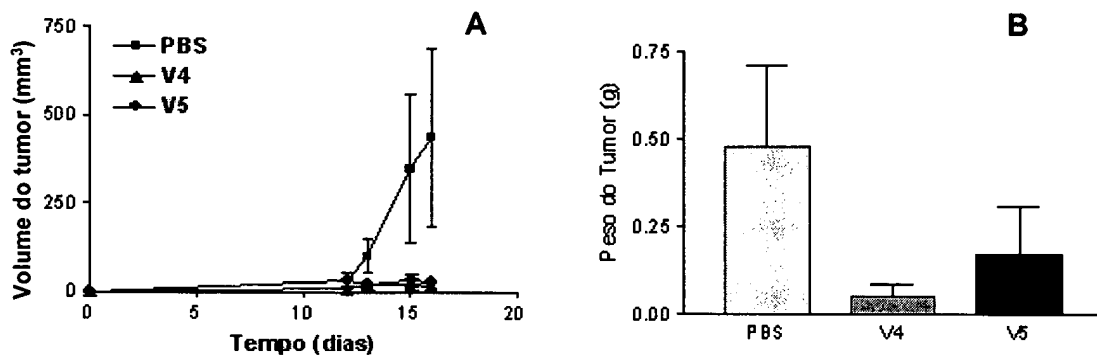 A
Volume do tumor (mm³)
750
500
250
0
PBS
V4
V5
0
5
10
15
20
Tempo (dias)
B
Peso do Tumor (g)
0.75
0.50
0.25
0.00
PBS
V4
V5